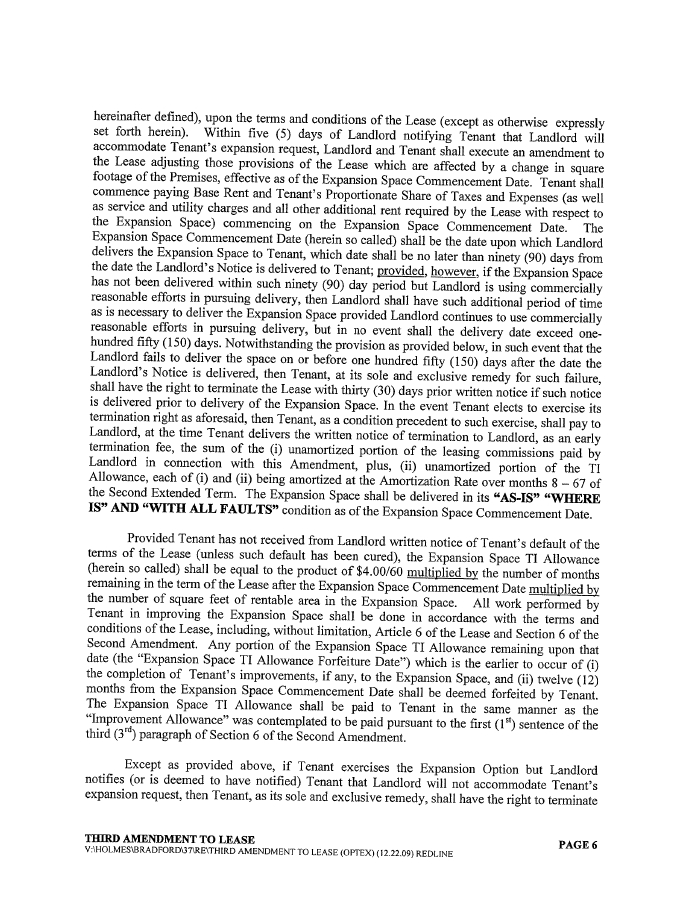 hereinafter defined), upon the terms and conditions of the Lease (except as otherwise expressly
set forth herein). Within five (5) days of Landlord notifying Tenant that Landlord will
accommodate Tenant's expansion request, Landlord and Tenant shall execute an amendment to
the Lease adjusting those provisions of the Lease which are affected by a change in square
footage of the Premises, effective as of the Expansion Space Commencement Date. Tenant shall
commence paying Base Rent and Tenant's Proportionate Share of Taxes and Expenses (as well
as service and utility charges and all other additional rent required by the Lease with respect to
the Expansion Space) commencing on the Expansion Space Commencement Date. The
Expansion Space Commencement Date (herein so called) shall be the date upon which Landlord
delivers the Expansion Space to Tenant, which date shall be no later than ninety (90) days from
the date the Landlord's Notice is delivered to Tenant; provided, however, if the Expansion Space
has not been delivered within such ninety (90) day period but Landlord is using commercially
reasonable efforts in pursuing delivery, then Landlord shall have such additional period of time
as is necessary to deliver the Expansion Space provided Landlord continues to use commercially
reasonable efforts in pursuing delivery, but in no event shall the delivery date exceed one-
hundred fifty (150) days. Notwithstanding the provision as provided below, in such event that the
Landlord fails to deliver the space on or before one hundred fifty (150) days after the date the
Landlord's Notice is delivered, then Tenant, at its sole and exclusive remedy for such failure,
shall have the right to terminate the Lease with thirty (30) days prior written notice if such notice
is delivered prior to delivery of the Expansion Space. In the event Tenant elects to exercise its
termination right as aforesaid, then Tenant, as a condition precedent to such exercise, shall pay to
Landlord, at the time Tenant delivers the written notice of termination to Landlord, as an early
termination fee, the sum of the (i) unamortized portion of the leasing commissions paid by
Landlord in connection with this Amendment, plus, (ii) unamortized portion of the TI
Allowance, each of (i) and (ii) being amortized at the Amortization Rate over months 8 – 67 of
the Second Extended Term. The Expansion Space shall be delivered in its "AS-IS" "WHERE
IS" AND "WITH ALL FAULTS" condition as of the Expansion Space Commencement Date.
Provided Tenant has not received from Landlord written notice of Tenant's default of the
terms of the Lease (unless such default has been cured), the Expansion Space TI Allowance
(herein so called) shall be equal to the product of $4.00/60 multiplied by the number of months
remaining in the term of the Lease after the Expansion Space Commencement Date multiplied by
the number of square feet of rentable area in the Expansion Space. All work performed by
Tenant in improving the Expansion Space shall be done in accordance with the terms and
conditions of the Lease, including, without limitation, Article 6 of the Lease and Section 6 of the
Second Amendment. Any portion of the Expansion Space TI Allowance remaining upon that
date (the "Expansion Space TI Allowance Forfeiture Date") which is the earlier to occur of (i)
the completion of Tenant's improvements, if any, to the Expansion Space, and (ii) twelve (12)
months from the Expansion Space Commencement Date shall be deemed forfeited by Tenant.
The Expansion Space TI Allowance shall be paid to Tenant in the same manner as the
"Improvement Allowance" was contemplated to be paid pursuant to the first (1st) sentence of the
third (3rd) paragraph of Section 6 of the Second Amendment.
Except as provided above, if Tenant exercises the Expansion Option but Landlord
notifies (or is deemed to have notified) Tenant that Landlord will not accommodate Tenant's
expansion request, then Tenant, as its sole and exclusive remedy, shall have the right to terminate
THIRD AMENDMENT TO LEASE PAGE 6
V:\HOLMES\BRADFORD\37\RE\THIRD AMENDMENT TO LEASE (OPTEX) (12.22.09) REDLINE